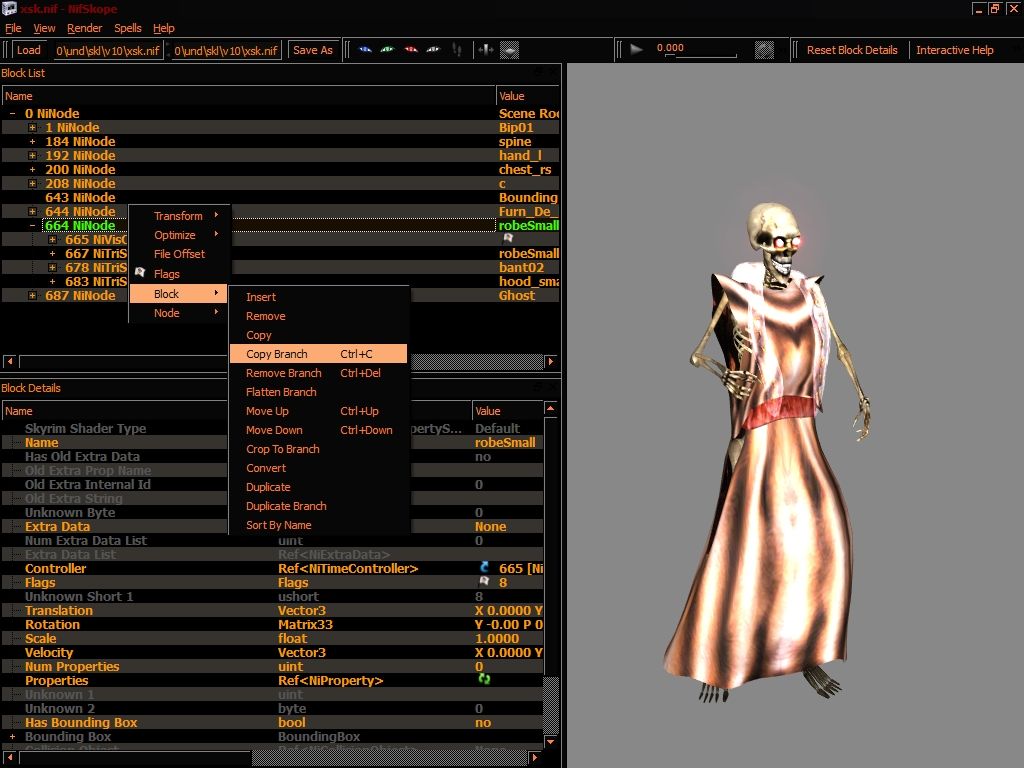 xsk.nif - NifSkope
File View Render Spells Help
Load 0\und\skl\v10\xsk.nif 0\und\skl\v10\xsk.nif Save As 0.000 Reset Block Details Interactive Help
Block List
Name Value
0 NiNode Scene Roo
1 NiNode Bip01
184 NiNode spine
192 NiNode hand_l
200 NiNode chest_rs
208 NiNode c
643 NiNode Bounding
644 NiNode Furn_De_
664 NiNode robeSmall
665 NiVisC
667 NiTriS robeSmall
678 NiTriS bant02
683 NiTriS hood_sma
687 NiNode Ghost
Transform
Optimize
File Offset
Flags
Block
Node
Insert
Remove
Copy
Copy Branch Ctrl+C
Remove Branch Ctrl+Del
Flatten Branch
Move Up Ctrl+Up
Move Down Ctrl+Down
Crop To Branch
Convert
Duplicate
Duplicate Branch
Sort By Name
Block Details
Name Value
Skyrim Shader Type pertyS... Default
Name robeSmall
Has Old Extra Data no
Old Extra Prop Name
Old Extra Internal Id 0
Old Extra String
Unknown Byte 0
Extra Data None
Num Extra Data List uint 0
Extra Data List Ref<NiExtraData>
Controller Ref<NiTimeController> 665 [Ni
Flags Flags 8
Unknown Short 1 ushort 8
Translation Vector3 X 0.0000 Y
Rotation Matrix33 Y -0.00 P 0
Scale float 1.0000
Velocity Vector3 X 0.0000 Y
Num Properties uint 0
Properties Ref<NiProperty>
Unknown 1 uint
Unknown 2 byte 0
Has Bounding Box bool no
Bounding Box BoundingBox
Collision Object Ref<NiCollisionObject>